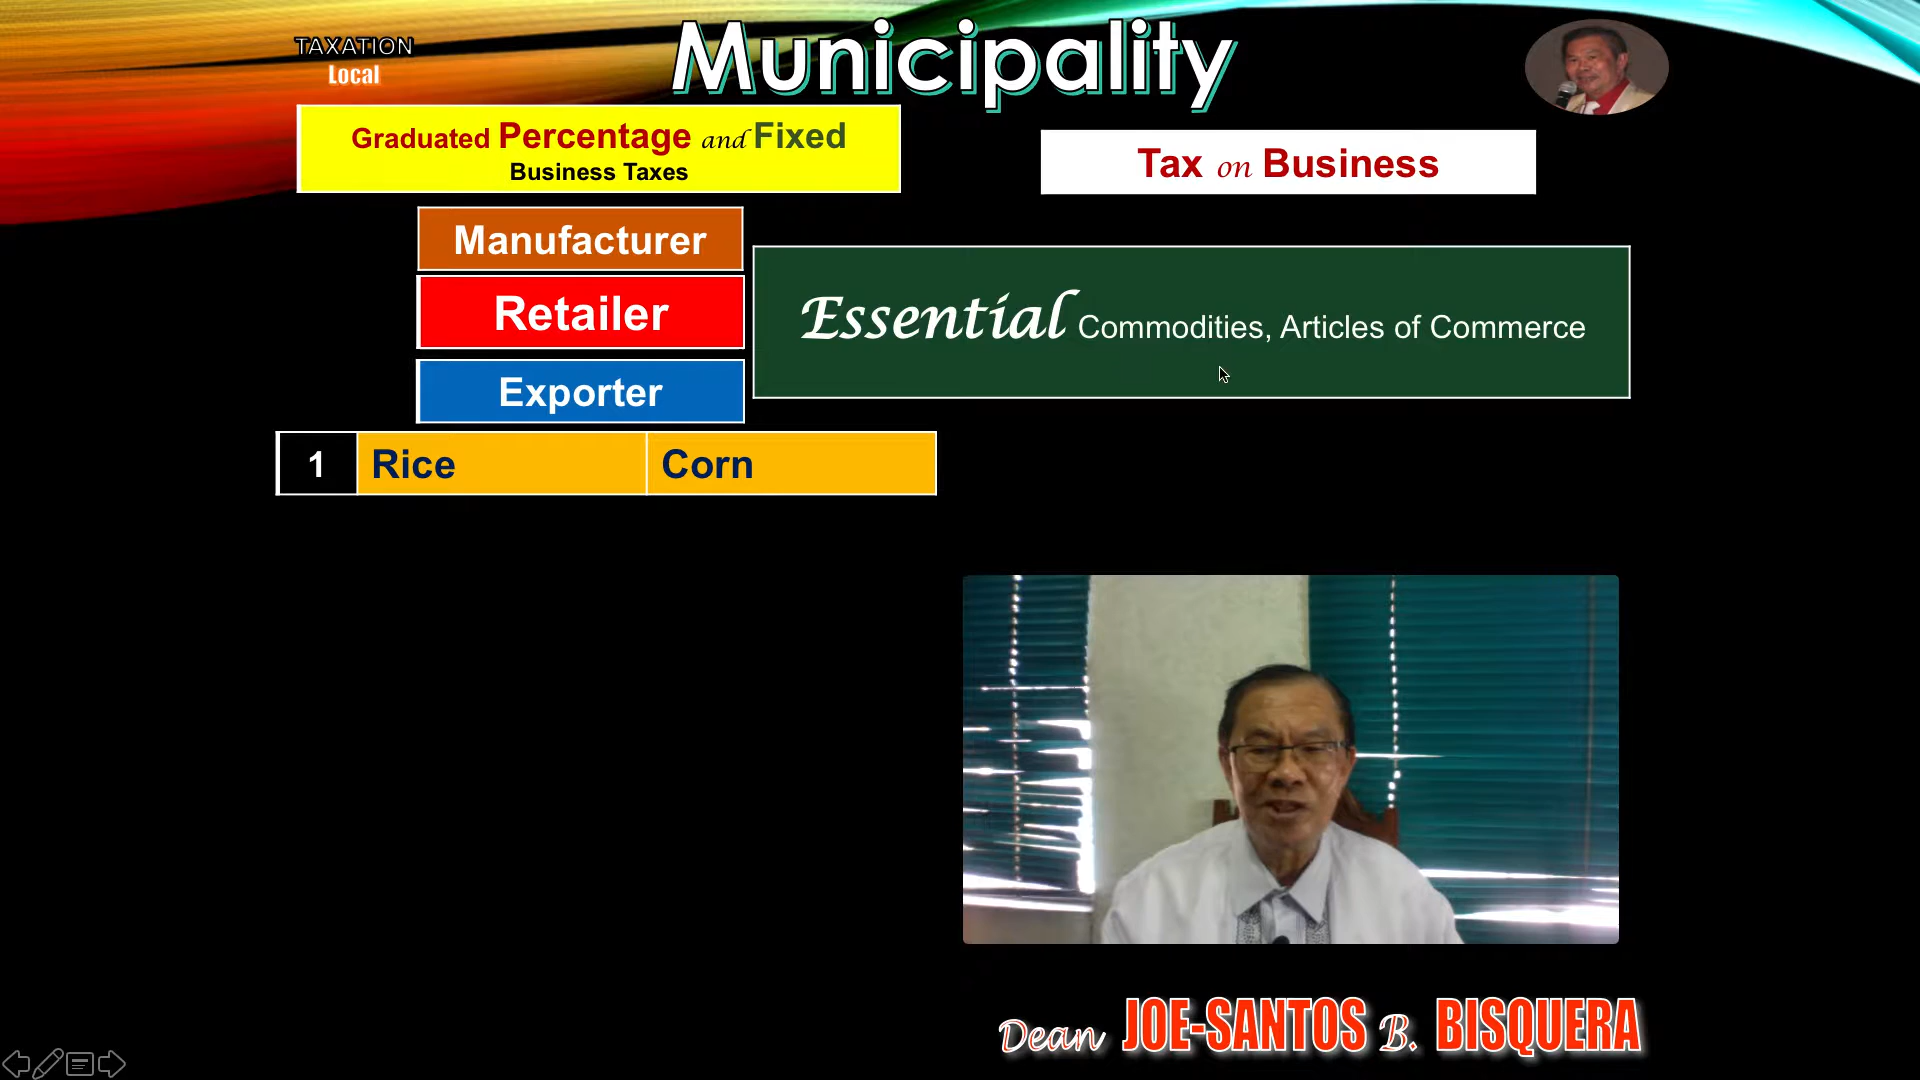 TAXATION
Local
Municipality
Graduated Percentage and Fixed
Business Taxes
Tax on Business
Manufacturer
Retailer
Exporter
Essential Commodities, Articles of Commerce
1 Rice Corn
Dean JOE-SANTOS B. BISQUERA